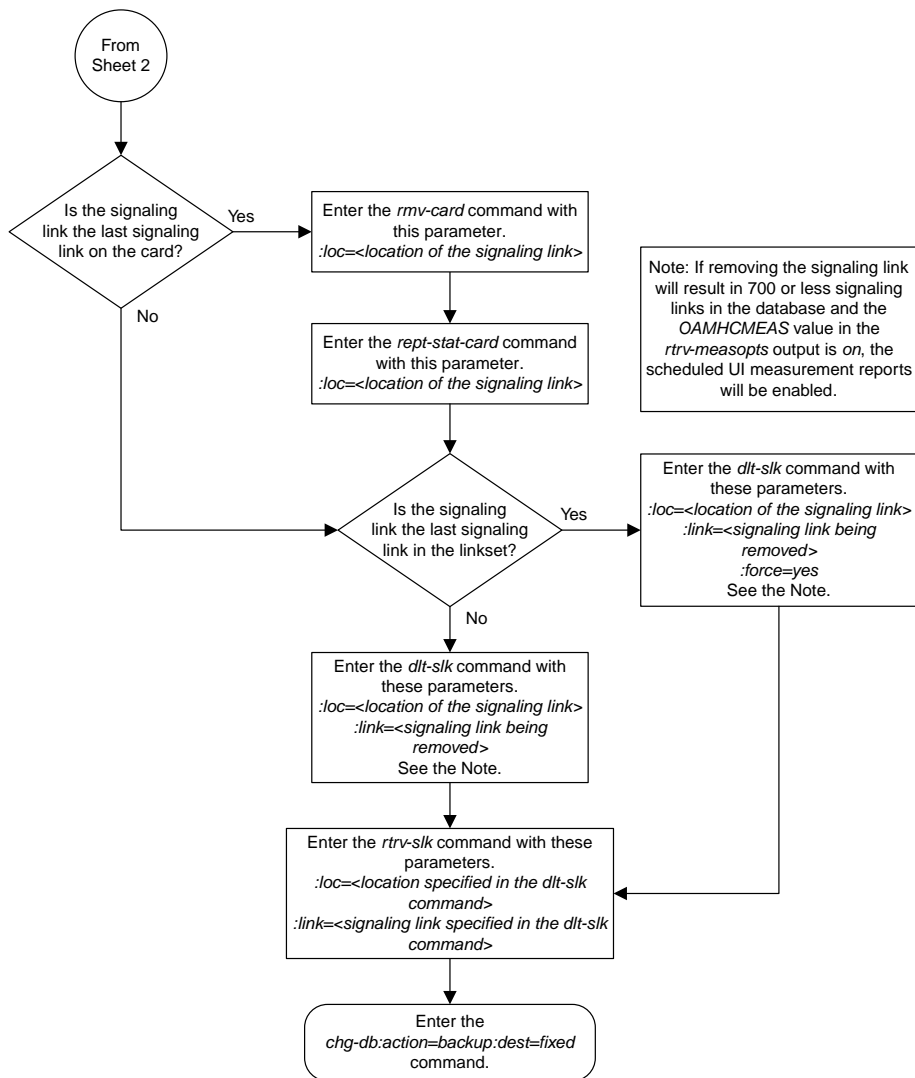 From
Sheet 2
Is the signaling
link the last signaling
link on the card?
Yes
No
Enter the rmv-card command with
this parameter.
:loc=<location of the signaling link>
Note: If removing the signaling link
will result in 700 or less signaling
links in the database and the
OAMHCMEAS value in the
rtrv-measopts output is on, the
scheduled UI measurement reports
will be enabled.
Enter the rept-stat-card command
with this parameter.
:loc=<location of the signaling link>
Is the signaling
link the last signaling
link in the linkset?
Yes
No
Enter the dlt-slk command with
these parameters.
:loc=<location of the signaling link>
:link=<signaling link being
removed>
:force=yes
See the Note.
Enter the dlt-slk command with
these parameters.
:loc=<location of the signaling link>
:link=<signaling link being
removed>
See the Note.
Enter the rtrv-slk command with these
parameters.
:loc=<location specified in the dlt-slk
command>
:link=<signaling link specified in the dlt-slk
command>
Enter the
chg-db:action=backup:dest=fixed
command.